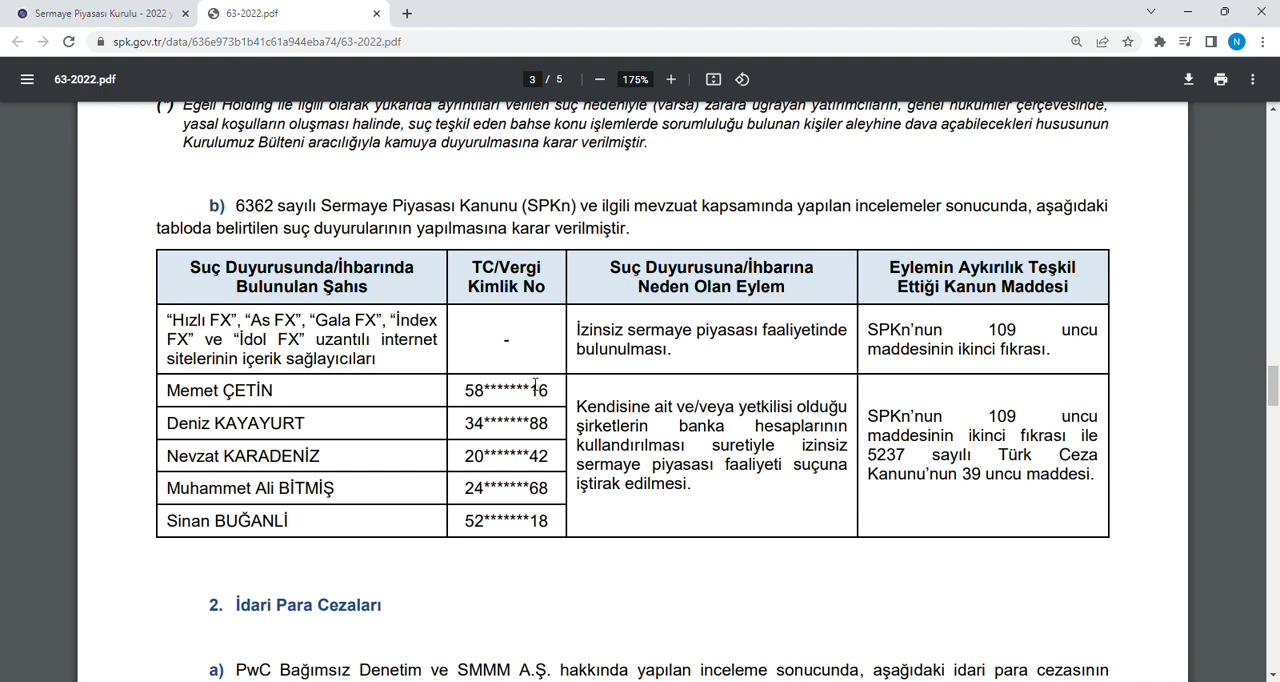 Sermaye Piyasası Kurulu - 2022 y
63-2022.pdf
spk.gov.tr/data/636e973b1b41c61a944eba74/63-2022.pdf
N
63-2022.pdf
3 / 5
175%
(*) Egeli Holding ile ilgili olarak yukarıda ayrıntıları verilen suç nedeniyle (varsa) zarara uğrayan yatırımcıların, genel hükümler çerçevesinde,
yasal koşulların oluşması halinde, suç teşkil eden bahse konu işlemlerde sorumluluğu bulunan kişiler aleyhine dava açabilecekleri hususunun
Kurulumuz Bülteni aracılığıyla kamuya duyurulmasına karar verilmiştir.
b) 6362 sayılı Sermaye Piyasası Kanunu (SPKn) ve ilgili mevzuat kapsamında yapılan incelemeler sonucunda, aşağıdaki
tabloda belirtilen suç duyurularının yapılmasına karar verilmiştir.
Suç Duyurusunda/İhbarında
Bulunulan Şahıs
TC/Vergi
Kimlik No
Suç Duyurusuna/İhbarına
Neden Olan Eylem
Eylemin Aykırılık Teşkil
Ettiği Kanun Maddesi
“Hızlı FX”, “As FX”, “Gala FX”, “İndex
FX” ve “İdol FX” uzantılı internet
sitelerinin içerik sağlayıcıları
-
İzinsiz sermaye piyasası faaliyetinde
bulunulması.
SPKn’nun 109 uncu
maddesinin ikinci fıkrası.
Memet ÇETİN
58*******16
Deniz KAYAYURT
34*******88
Nevzat KARADENİZ
20*******42
Muhammet Ali BİTMİŞ
24*******68
Sinan BUĞANLİ
52*******18
Kendisine ait ve/veya yetkilisi olduğu
şirketlerin banka hesaplarının
kullandırılması suretiyle izinsiz
sermaye piyasası faaliyeti suçuna
iştirak edilmesi.
SPKn’nun 109 uncu
maddesinin ikinci fıkrası ile
5237 sayılı Türk Ceza
Kanunu’nun 39 uncu maddesi.
2. İdari Para Cezaları
a) PwC Bağımsız Denetim ve SMMM A.Ş. hakkında yapılan inceleme sonucunda, aşağıdaki idari para cezasının